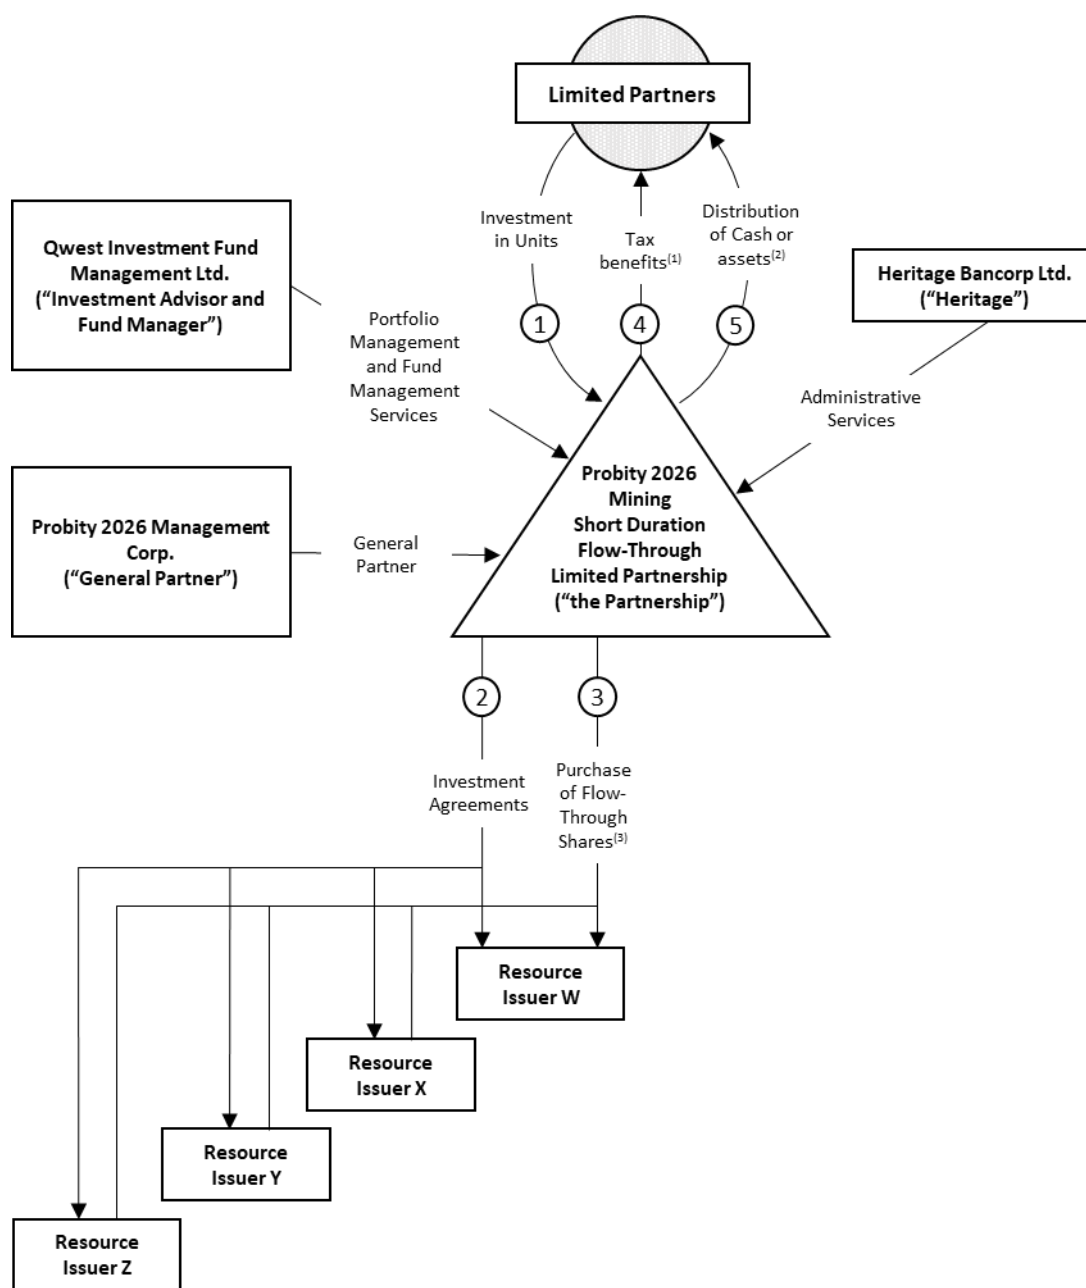 Limited Partners
Investment
in Units
Tax
benefits(1)
Distribution
of Cash or
assets(2)
Qwest Investment Fund
Management Ltd.
(“Investment Advisor and
Fund Manager”)
Heritage Bancorp Ltd.
(“Heritage”)
1
4
5
Portfolio
Management
and Fund
Management
Services
Administrative
Services
Probity 2026 Management
Corp.
(“General Partner”)
General
Partner
Probity 2026
Mining
Short Duration
Flow-Through
Limited Partnership
(“the Partnership”)
2
3
Investment
Agreements
Purchase
of Flow-
Through
Shares(3)
Resource
Issuer W
Resource
Issuer X
Resource
Issuer Y
Resource
Issuer Z